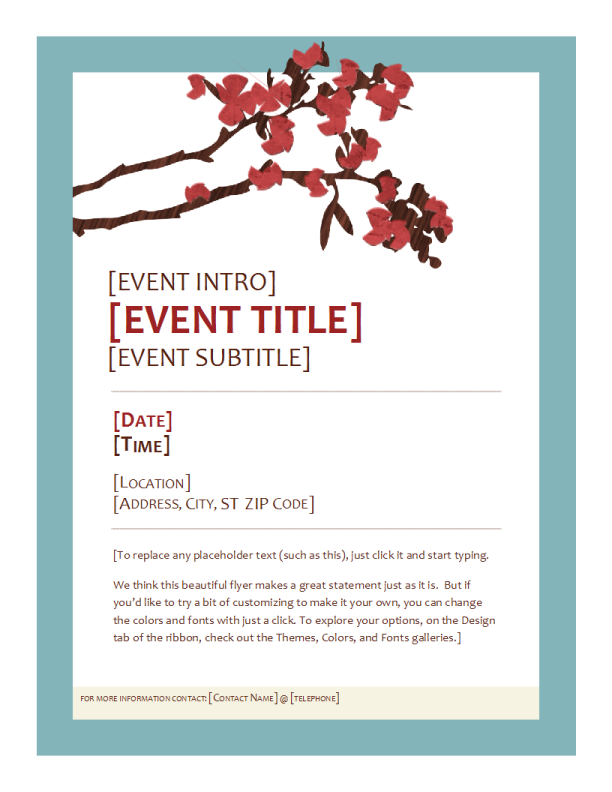 [EVENT INTRO]
[EVENT TITLE]
[EVENT SUBTITLE]
[DATE]
[TIME]
[LOCATION]
[ADDRESS, CITY, ST ZIP CODE]
[To replace any placeholder text (such as this), just click it and start typing.
We think this beautiful flyer makes a great statement just as it is.  But if
you'd like to try a bit of customizing to make it your own, you can change
the colors and fonts with just a click. To explore your options, on the Design
tab of the ribbon, check out the Themes, Colors, and Fonts galleries.]
FOR MORE INFORMATION CONTACT: [CONTACT NAME] @ [TELEPHONE]